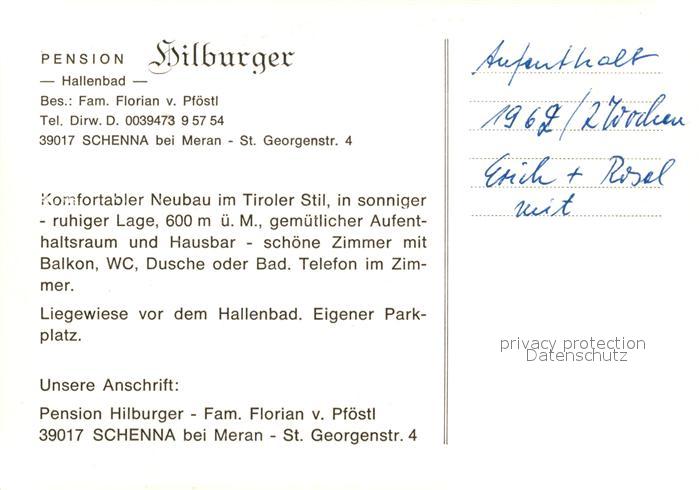 PENSION Hilburger
— Hallenbad —
Bes.: Fam. Florian v. Pföstl
Tel. Dirw. D. 0039473 9 57 54
39017 SCHENNA bei Meran - St. Georgenstr. 4
Komfortabler Neubau im Tiroler Stil, in sonniger
- ruhiger Lage, 600 m ü. M., gemütlicher Aufent-
haltsraum und Hausbar - schöne Zimmer mit
Balkon, WC, Dusche oder Bad. Telefon im Zim-
mer.
Liegewiese vor dem Hallenbad. Eigener Park-
platz.
Unsere Anschrift:
Pension Hilburger - Fam. Florian v. Pföstl
39017 SCHENNA bei Meran - St. Georgenstr. 4
Aufenthalt
/ 2 Wochen
Erich + Rosel
mit
privacy protection
Datenschutz